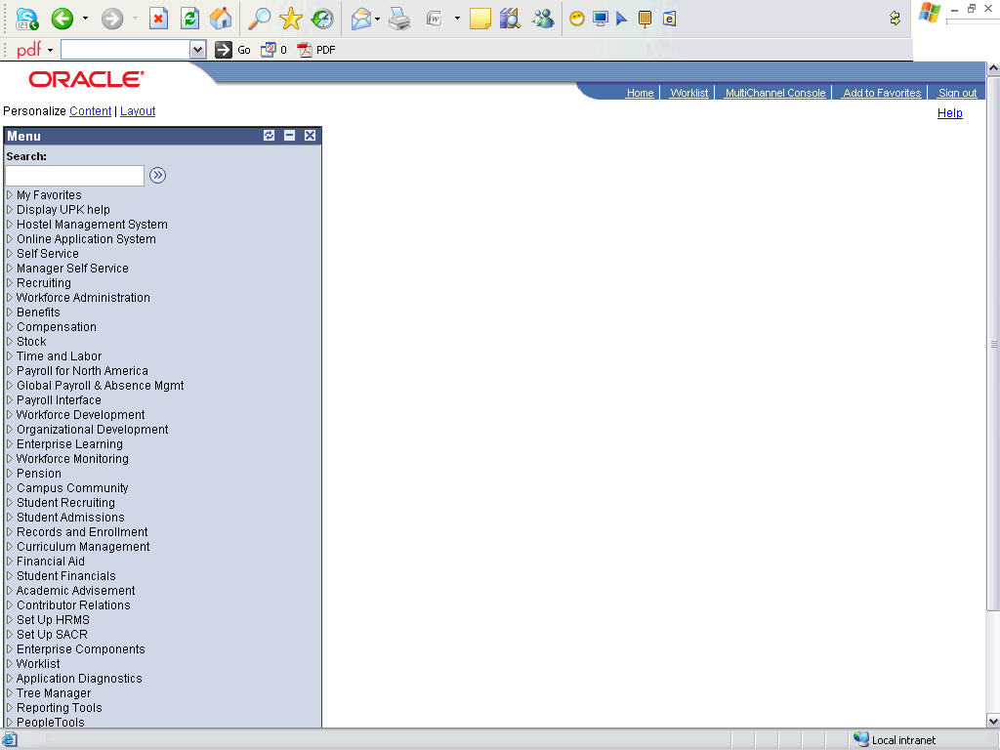 pdf Go 0 PDF
ORACLE
Home Worklist MultiChannel Console Add to Favorites Sign out
Personalize Content | Layout Help
Menu
Search:
My Favorites
Display UPK help
Hostel Management System
Online Application System
Self Service
Manager Self Service
Recruiting
Workforce Administration
Benefits
Compensation
Stock
Time and Labor
Payroll for North America
Global Payroll & Absence Mgmt
Payroll Interface
Workforce Development
Organizational Development
Enterprise Learning
Workforce Monitoring
Pension
Campus Community
Student Recruiting
Student Admissions
Records and Enrollment
Curriculum Management
Financial Aid
Student Financials
Academic Advisement
Contributor Relations
Set Up HRMS
Set Up SACR
Enterprise Components
Worklist
Application Diagnostics
Tree Manager
Reporting Tools
PeopleTools
Local intranet